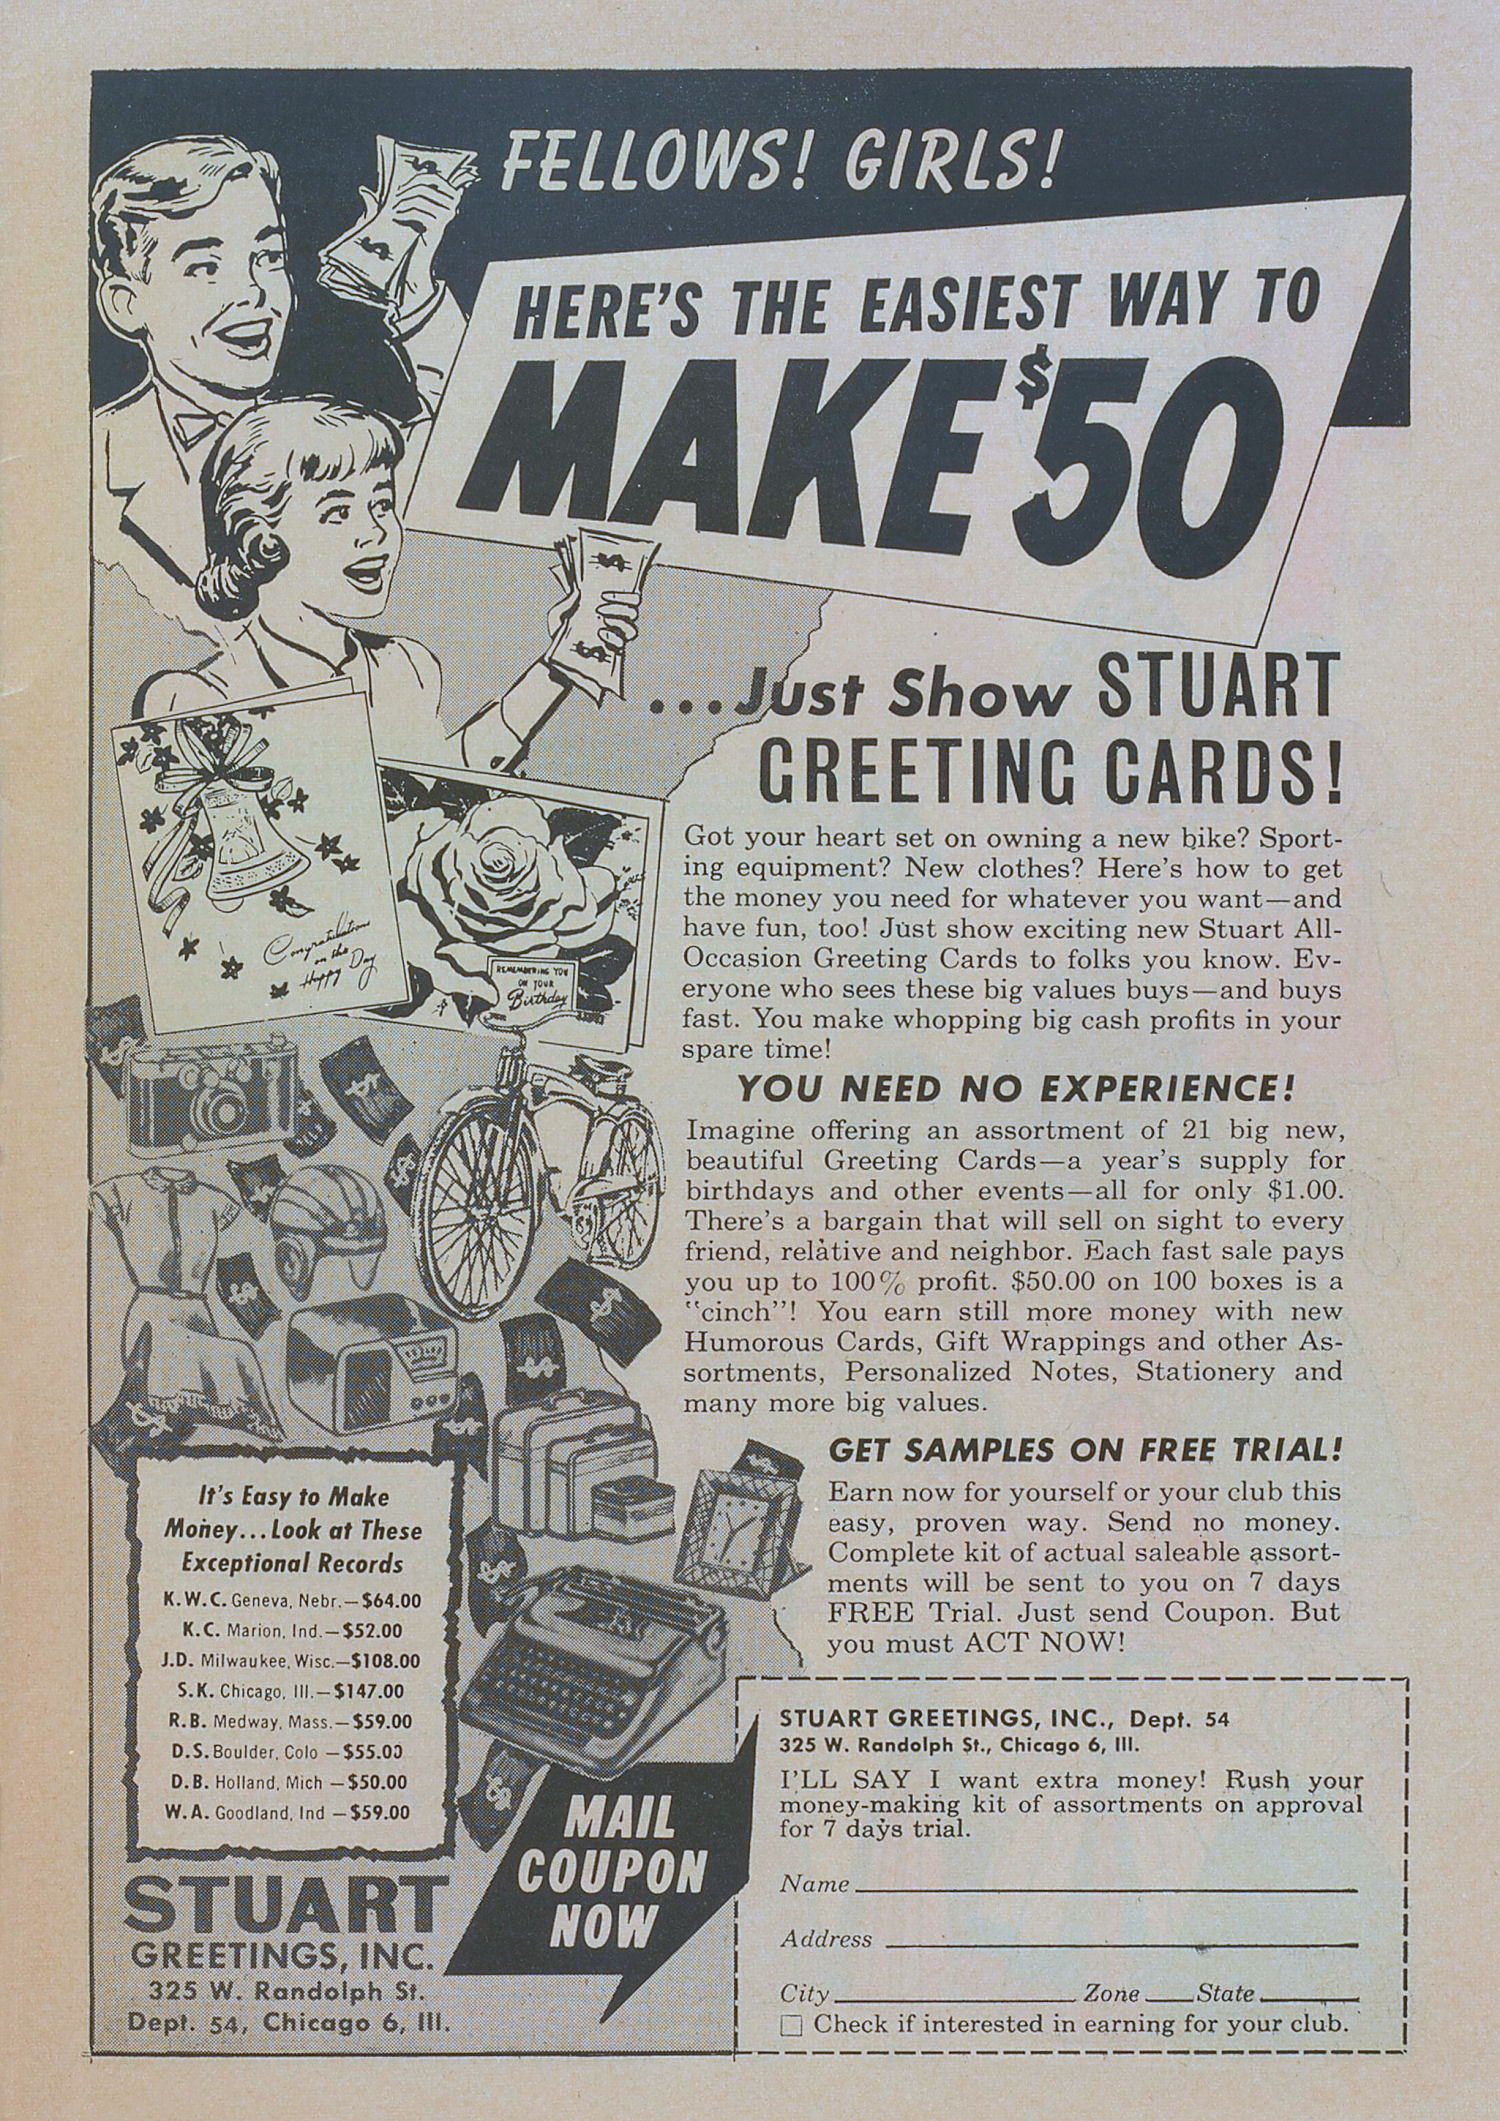 FELLOWS! GIRLS!
HERE'S THE EASIEST WAY TO
MAKE $50
...Just Show STUART
GREETING CARDS!
Congratulations
on the
Happy Day
REMEMBERING YOU
ON YOUR
Birthday
Got your heart set on owning a new bike? Sport-
ing equipment? New clothes? Here's how to get
the money you need for whatever you want—and
have fun, too! Just show exciting new Stuart All-
Occasion Greeting Cards to folks you know. Ev-
eryone who sees these big values buys—and buys
fast. You make whopping big cash profits in your
spare time!
YOU NEED NO EXPERIENCE!
Imagine offering an assortment of 21 big new,
beautiful Greeting Cards—a year's supply for
birthdays and other events—all for only $1.00.
There's a bargain that will sell on sight to every
friend, relative and neighbor. Each fast sale pays
you up to 100% profit. $50.00 on 100 boxes is a
"cinch"! You earn still more money with new
Humorous Cards, Gift Wrappings and other As-
sortments, Personalized Notes, Stationery and
many more big values.
GET SAMPLES ON FREE TRIAL!
Earn now for yourself or your club this
easy, proven way. Send no money.
Complete kit of actual saleable assort-
ments will be sent to you on 7 days
FREE Trial. Just send Coupon. But
you must ACT NOW!
It's Easy to Make
Money...Look at These
Exceptional Records
K.W.C. Geneva, Nebr.—$64.00
K.C. Marion, Ind.—$52.00
J.D. Milwaukee, Wisc.—$108.00
S.K. Chicago, Ill.—$147.00
R.B. Medway, Mass.—$59.00
D.S. Boulder, Colo —$55.00
D.B. Holland, Mich —$50.00
W.A. Goodland, Ind —$59.00
STUART
GREETINGS, INC.
325 W. Randolph St.
Dept. 54, Chicago 6, Ill.
MAIL
COUPON
NOW
STUART GREETINGS, INC., Dept. 54
325 W. Randolph St., Chicago 6, Ill.
I'LL SAY I want extra money! Rush your
money-making kit of assortments on approval
for 7 days trial.
Name
Address
City Zone State
Check if interested in earning for your club.